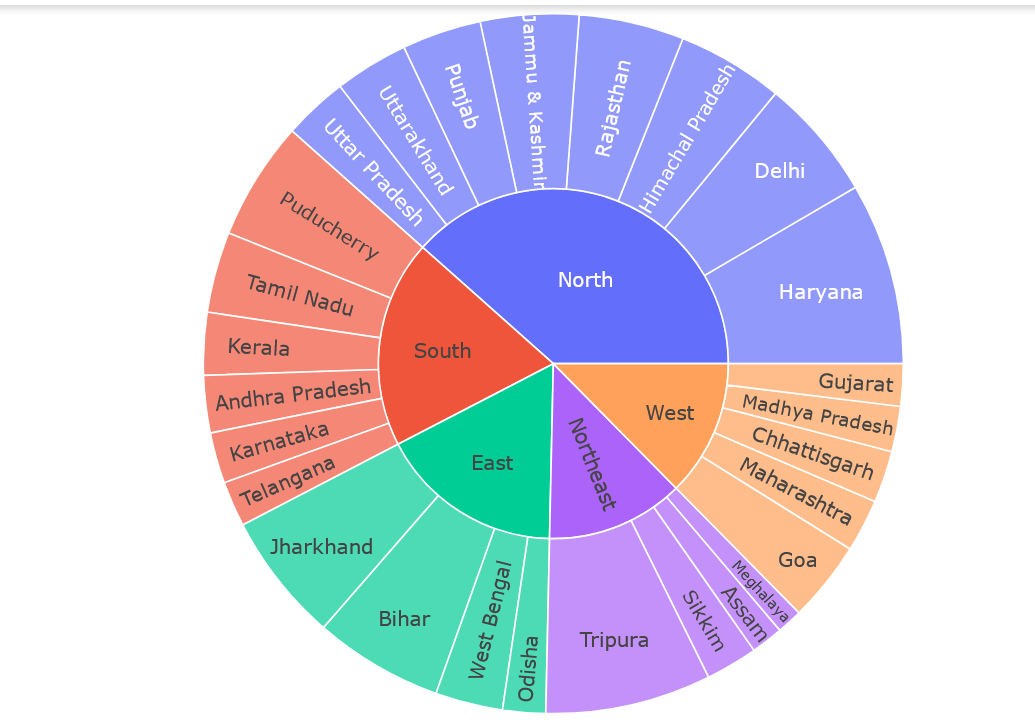 Jammu & Kashmir
Rajasthan
Punjab
Himachal Pradesh
Uttarakhand
Delhi
Uttar Pradesh
Puducherry
North
Haryana
Tamil Nadu
Kerala
South
Gujarat
Andhra Pradesh
West
Madhya Pradesh
Karnataka
Chhattisgarh
East
Northeast
Telangana
Maharashtra
Jharkhand
Goa
Meghalaya
Assam
Bihar
West Bengal
Sikkim
Tripura
Odisha